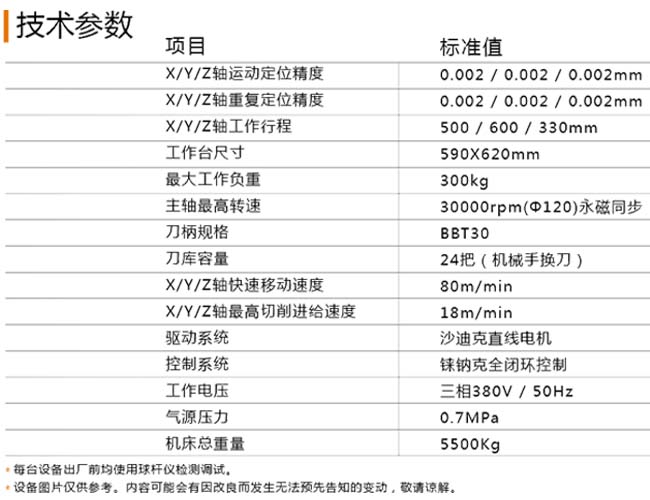 技术参数
项目 标准值
X/Y/Z轴运动定位精度 0.002 / 0.002 / 0.002mm
X/Y/Z轴重复定位精度 0.002 / 0.002 / 0.002mm
X/Y/Z轴工作行程 500 / 600 / 330mm
工作台尺寸 590X620mm
最大工作负重 300kg
主轴最高转速 30000rpm(Φ120)永磁同步
刀柄规格 BBT30
刀库容量 24把（机械手换刀）
X/Y/Z轴快速移动速度 80m/min
X/Y/Z轴最高切削进给速度 18m/min
驱动系统 沙迪克直线电机
控制系统 铼钠克全闭环控制
工作电压 三相380V / 50Hz
气源压力 0.7MPa
机床总重量 5500Kg
* 每台设备出厂前均使用球杆仪检测调试。
* 设备图片仅供参考。内容可能会有因改良而发生无法预先告知的变动，敬请谅解。